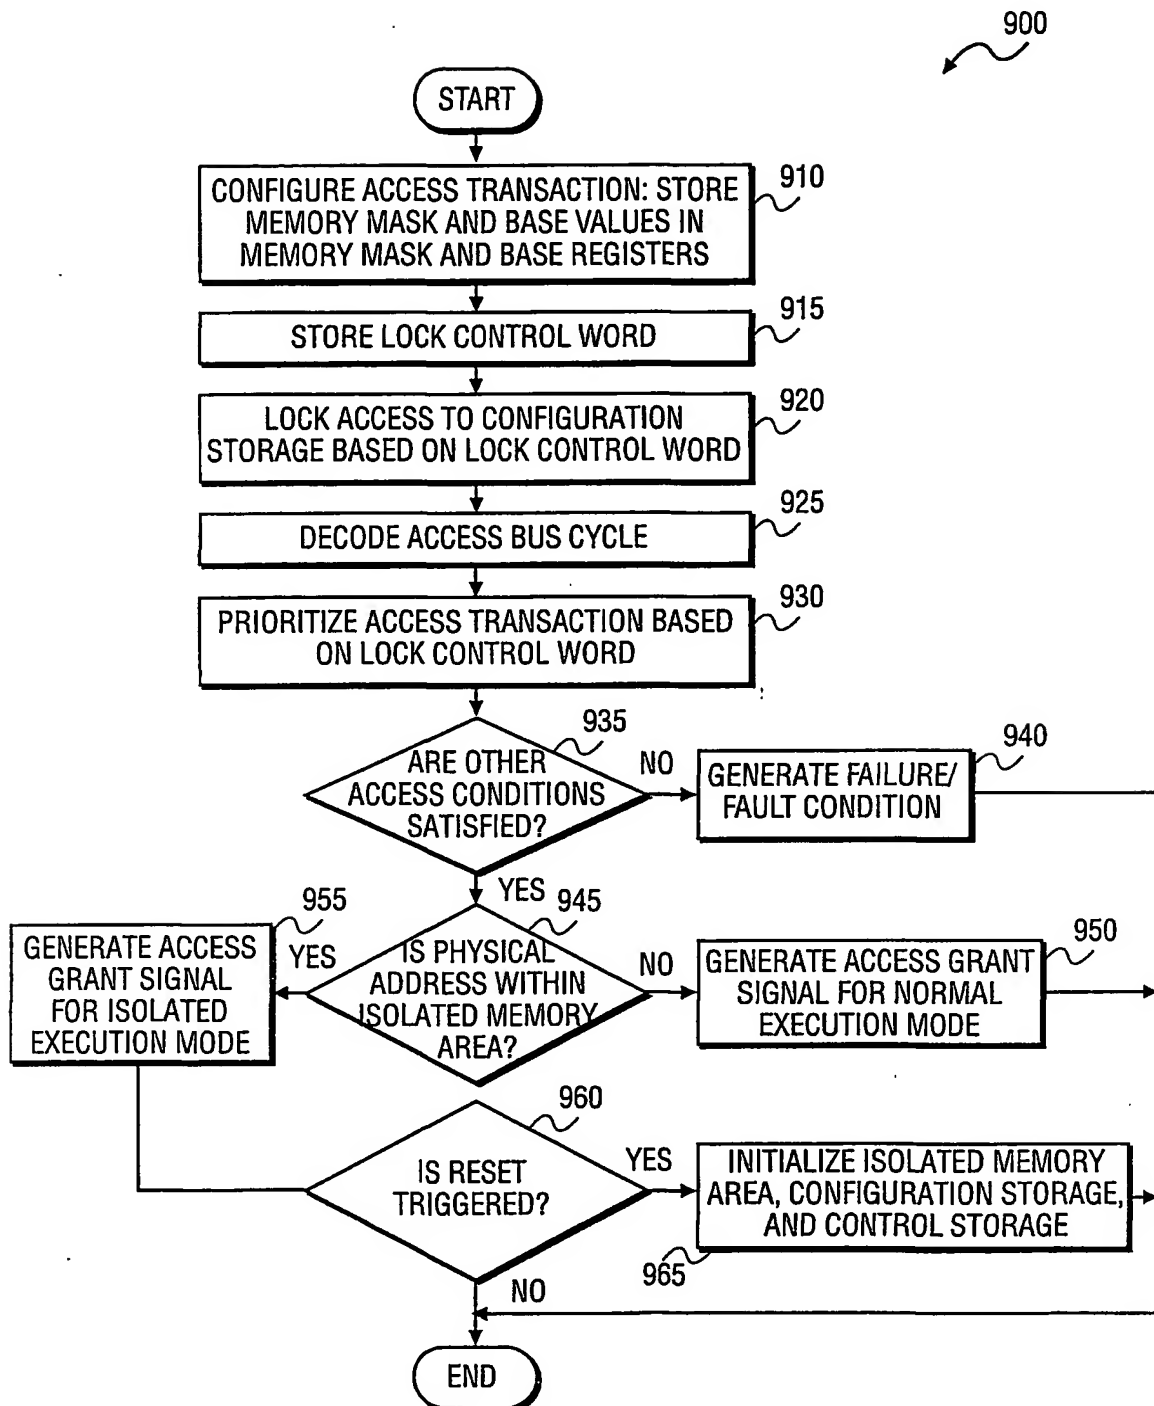 900
START
CONFIGURE ACCESS TRANSACTION: STORE
MEMORY MASK AND BASE VALUES IN
MEMORY MASK AND BASE REGISTERS
910
STORE LOCK CONTROL WORD
915
LOCK ACCESS TO CONFIGURATION
STORAGE BASED ON LOCK CONTROL WORD
920
DECODE ACCESS BUS CYCLE
925
PRIORITIZE ACCESS TRANSACTION BASED
ON LOCK CONTROL WORD
930
ARE OTHER
ACCESS CONDITIONS
SATISFIED?
935
NO
GENERATE FAILURE/
FAULT CONDITION
940
YES
IS PHYSICAL
ADDRESS WITHIN
ISOLATED MEMORY
AREA?
945
YES
GENERATE ACCESS
GRANT SIGNAL
FOR ISOLATED
EXECUTION MODE
955
NO
GENERATE ACCESS GRANT
SIGNAL FOR NORMAL
EXECUTION MODE
950
IS RESET
TRIGGERED?
960
YES
INITIALIZE ISOLATED MEMORY
AREA, CONFIGURATION STORAGE,
AND CONTROL STORAGE
965
NO
END